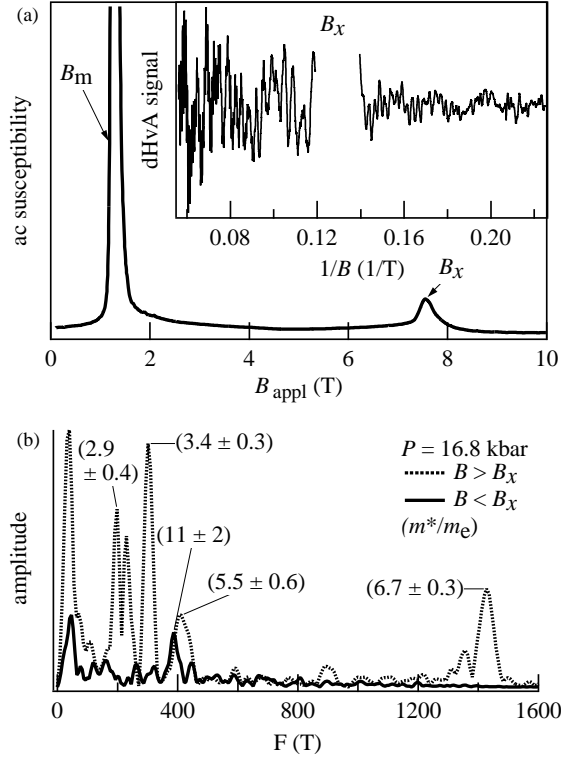 (a)
B_m
ac susceptibility
B_x
dHvA signal
0.08 0.12 0.16 0.20
1/B (1/T)
B_x
0 2 4 6 8 10
B_appl (T)
(b)
(2.9
± 0.4)
(3.4 ± 0.3)
P = 16.8 kbar
B > B_x
B < B_x
(m*/m_e)
(11 ± 2)
(5.5 ± 0.6)
(6.7 ± 0.3)
amplitude
0 400 800 1200 1600
F (T)